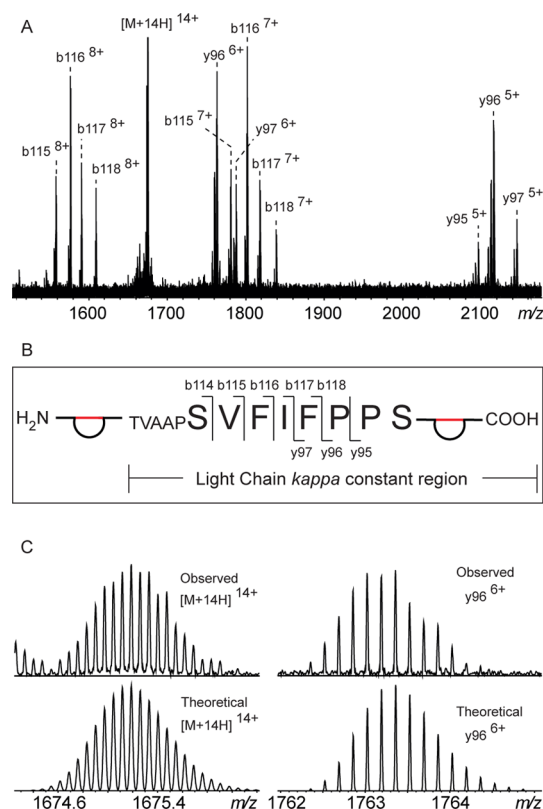 A
[M+14H] 14+
b116 7+
b116 8+
y96 6+
b115 7+
y97 6+
y96 5+
b117 8+
b115 8+
b118 8+
b117 7+
b118 7+
y97 5+
y95 5+
1600 1700 1800 1900 2000 2100 m/z
B
b114 b115 b116 b117 b118
H2N TVAAPSVFIFPPS COOH
y97 y96 y95
Light Chain kappa constant region
C
Observed
[M+14H] 14+
Observed
y96 6+
Theoretical
[M+14H] 14+
Theoretical
y96 6+
1674.6 1675.4 m/z 1762 1763 1764 m/z